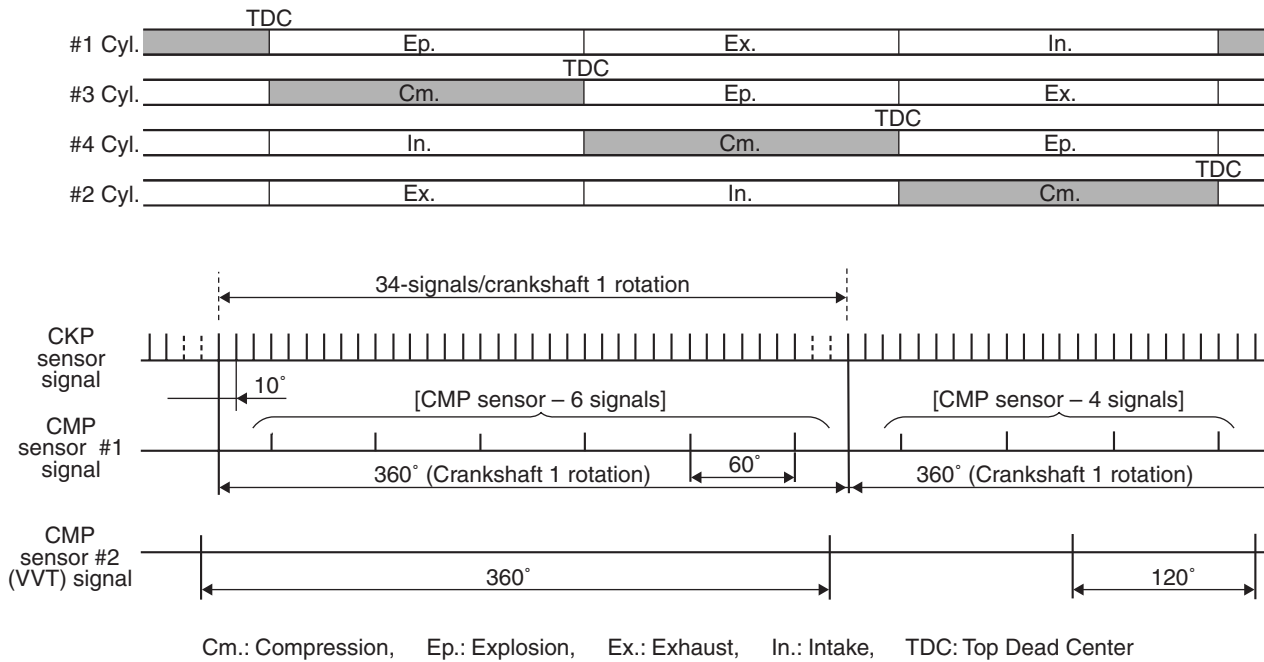 TDC
#1 Cyl. Ep. Ex. In.
TDC
#3 Cyl. Cm. Ep. Ex.
TDC
#4 Cyl. In. Cm. Ep.
TDC
#2 Cyl. Ex. In. Cm.
34-signals/crankshaft 1 rotation
CKP
sensor
signal
10˚
[CMP sensor – 6 signals] [CMP sensor – 4 signals]
CMP
sensor #1
signal
60˚
360˚ (Crankshaft 1 rotation) 360˚ (Crankshaft 1 rotation)
CMP
sensor #2
(VVT) signal
360˚ 120˚
Cm.: Compression, Ep.: Explosion, Ex.: Exhaust, In.: Intake, TDC: Top Dead Center